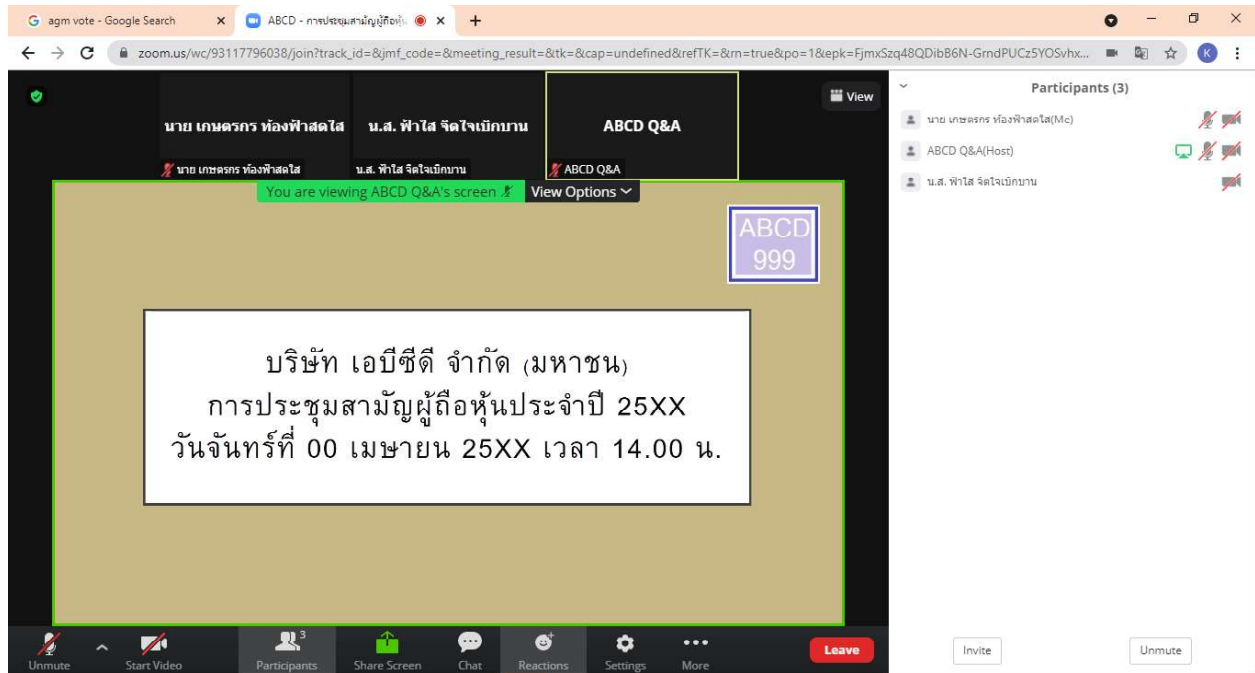 agm vote - Google Search
ABCD - การประชุมสามัญผู้ถือหุ้น
zoom.us/wc/93117796038/join?track_id=&jmf_code=&meeting_result=&tk=&cap=undefined&refTK=&rn=true&po=1&epk=FjmxSzq48QDibB6N-GrndPUCz5YOSvhx...
K
นาย เกษตรกร ท้องฟ้าสดใส
น.ส. ฟ้าใส จิตใจเบิกบาน
ABCD Q&A
View
นาย เกษตรกร ท้องฟ้าสดใส
น.ส. ฟ้าใส จิตใจเบิกบาน
ABCD Q&A
You are viewing ABCD Q&A's screen
View Options
ABCD
999
บริษัท เอบีซีดี จำกัด (มหาชน)
การประชุมสามัญผู้ถือหุ้นประจำปี 25XX
วันจันทร์ที่ 00 เมษายน 25XX เวลา 14.00 น.
Participants (3)
นาย เกษตรกร ท้องฟ้าสดใส(Me)
ABCD Q&A(Host)
น.ส. ฟ้าใส จิตใจเบิกบาน
Unmute
Start Video
3
Participants
Share Screen
Chat
Reactions
Settings
More
Leave
Invite
Unmute